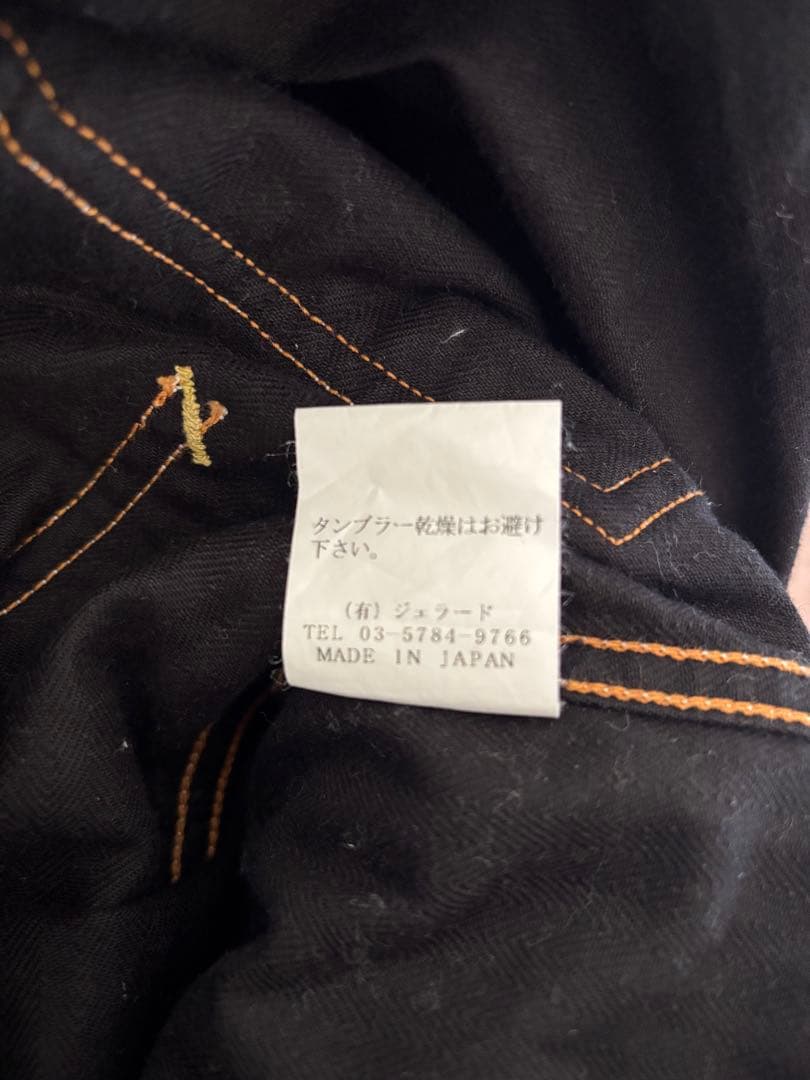 タンブラー乾燥はお避け
下さい。
(有)ジェラード
TEL 03-5784-9766
MADE IN JAPAN